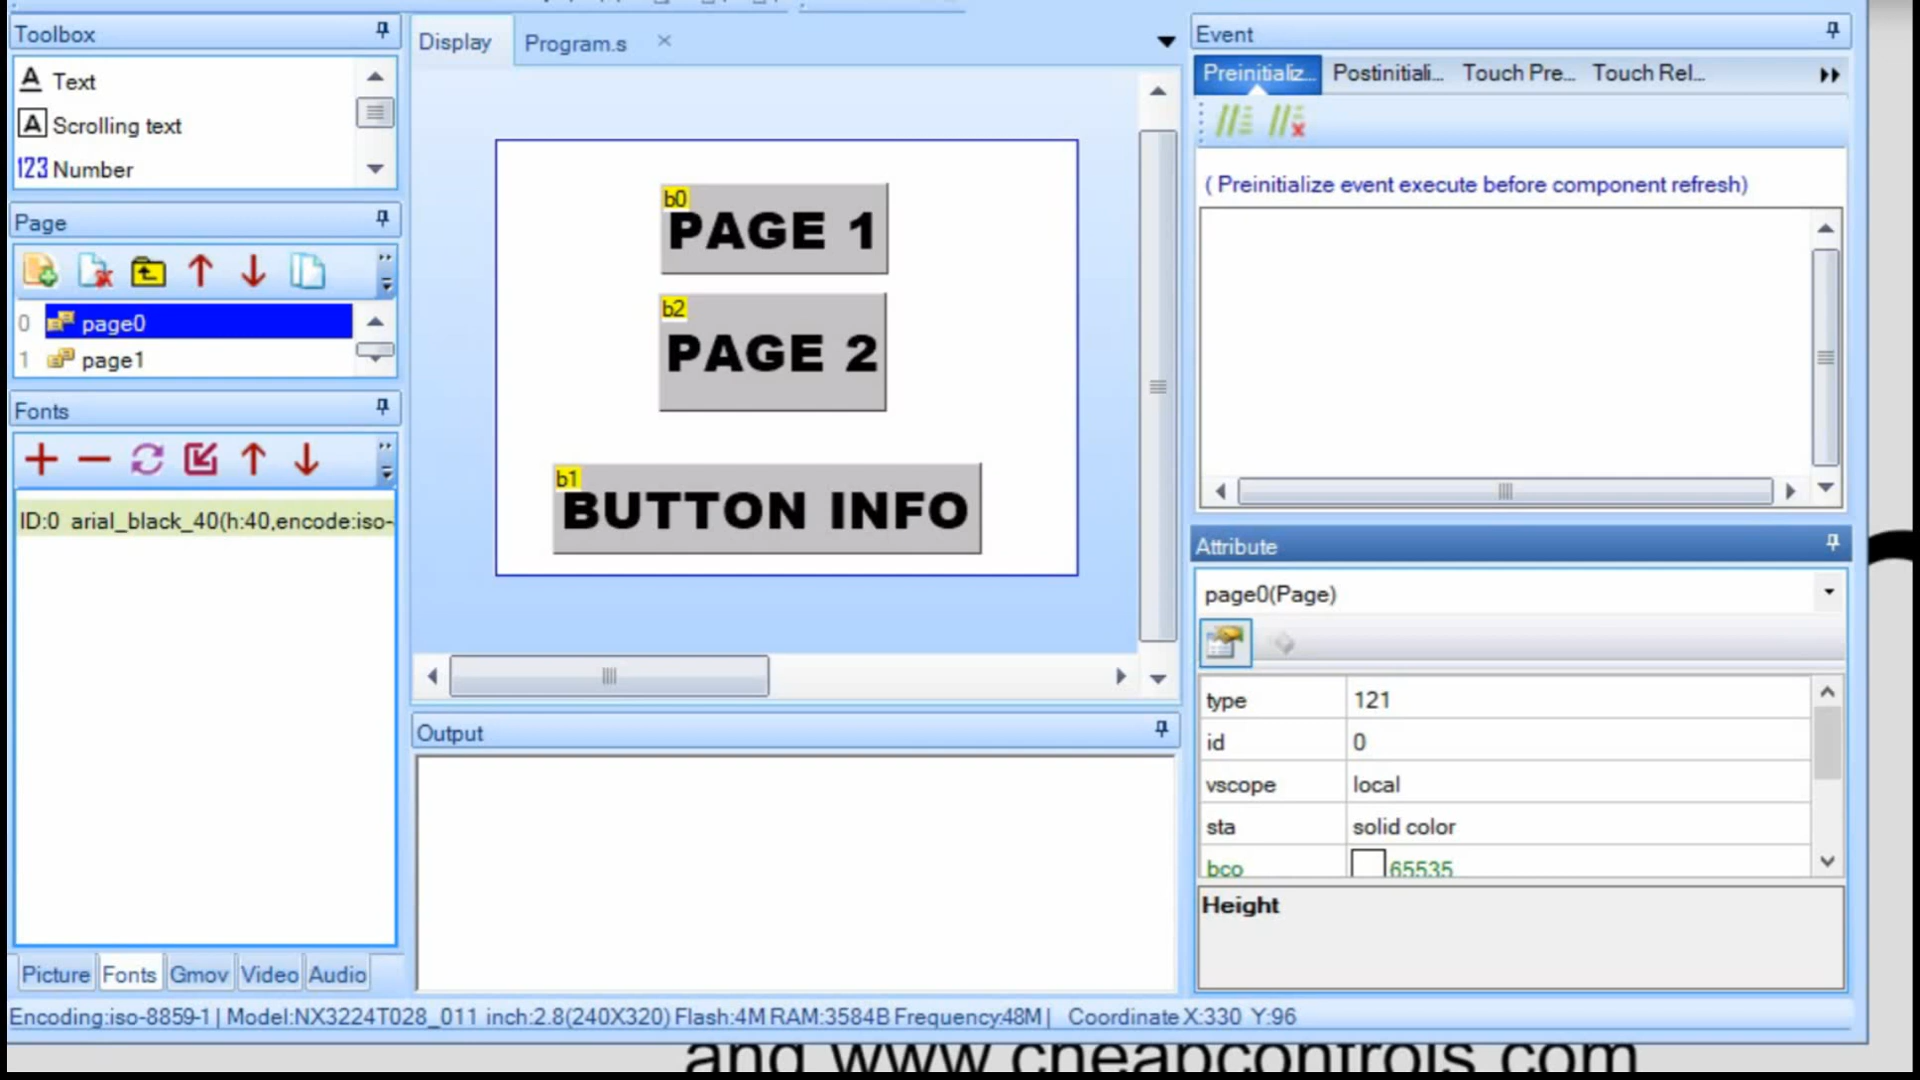 Toolbox
Text
Scrolling text
123 Number
Page
0 page0
1 page1
Fonts
ID:0 arial_black_40(h:40,encode:iso-
Picture Fonts Gmov Video Audio
Display Program.s
b0
PAGE 1
b2
PAGE 2
b1
BUTTON INFO
Output
Event
Preinitializ... Postinitiali... Touch Pre... Touch Rel...
( Preinitialize event execute before component refresh)
Attribute
page0(Page)
type 121
id 0
vscope local
sta solid color
bco 65535
Height
Encoding:iso-8859-1 | Model:NX3224T028_011 inch:2.8(240X320) Flash:4M RAM:3584B Frequency:48M | Coordinate X:330 Y:96
and www.cheapcontrols.com